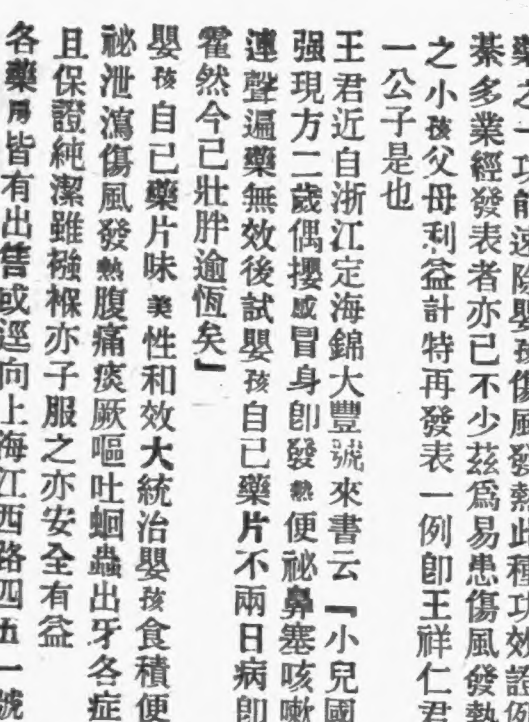 藥之一功能速除嬰孩傷風發熱此種功效證
綦多業經發表者亦已不少茲爲易患傷風發熱
之小孩父母利益計特再發表一例卽王祥仁君
一公子是也
王君近自浙江定海錦大豐號來書云『小兒國
强現方二歲偶攖感冒身卽發熱便祕鼻塞咳嗽
連聲遍藥無效後試嬰孩自己藥片不兩日病卽
霍然今已壯胖逾恆矣』
嬰孩自已藥片味美性和效大統治嬰孩食積便
祕泄瀉傷風發熱腹痛痰厥嘔吐蛔蟲出牙各症
且保證純潔雖襁褓亦子服之亦安全有益
各藥房皆有出售或逕向上海江西路四五一號